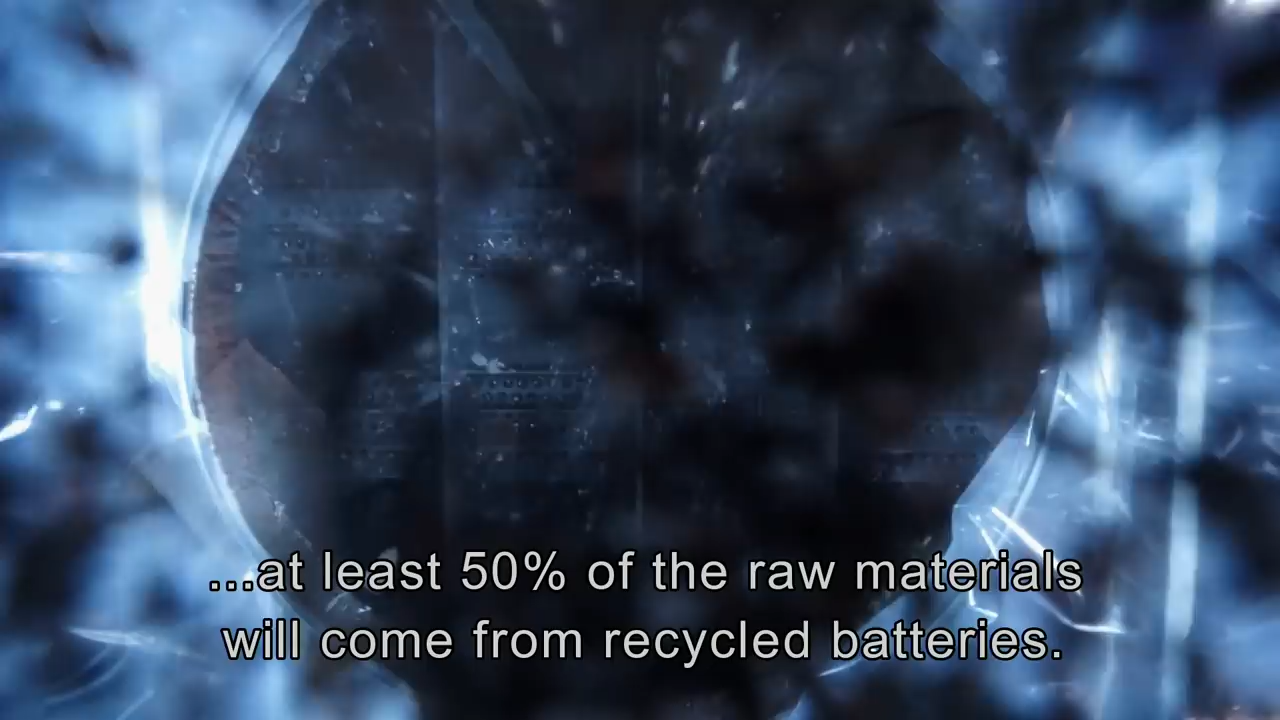 ...at least 50% of the raw materials
will come from recycled batteries.